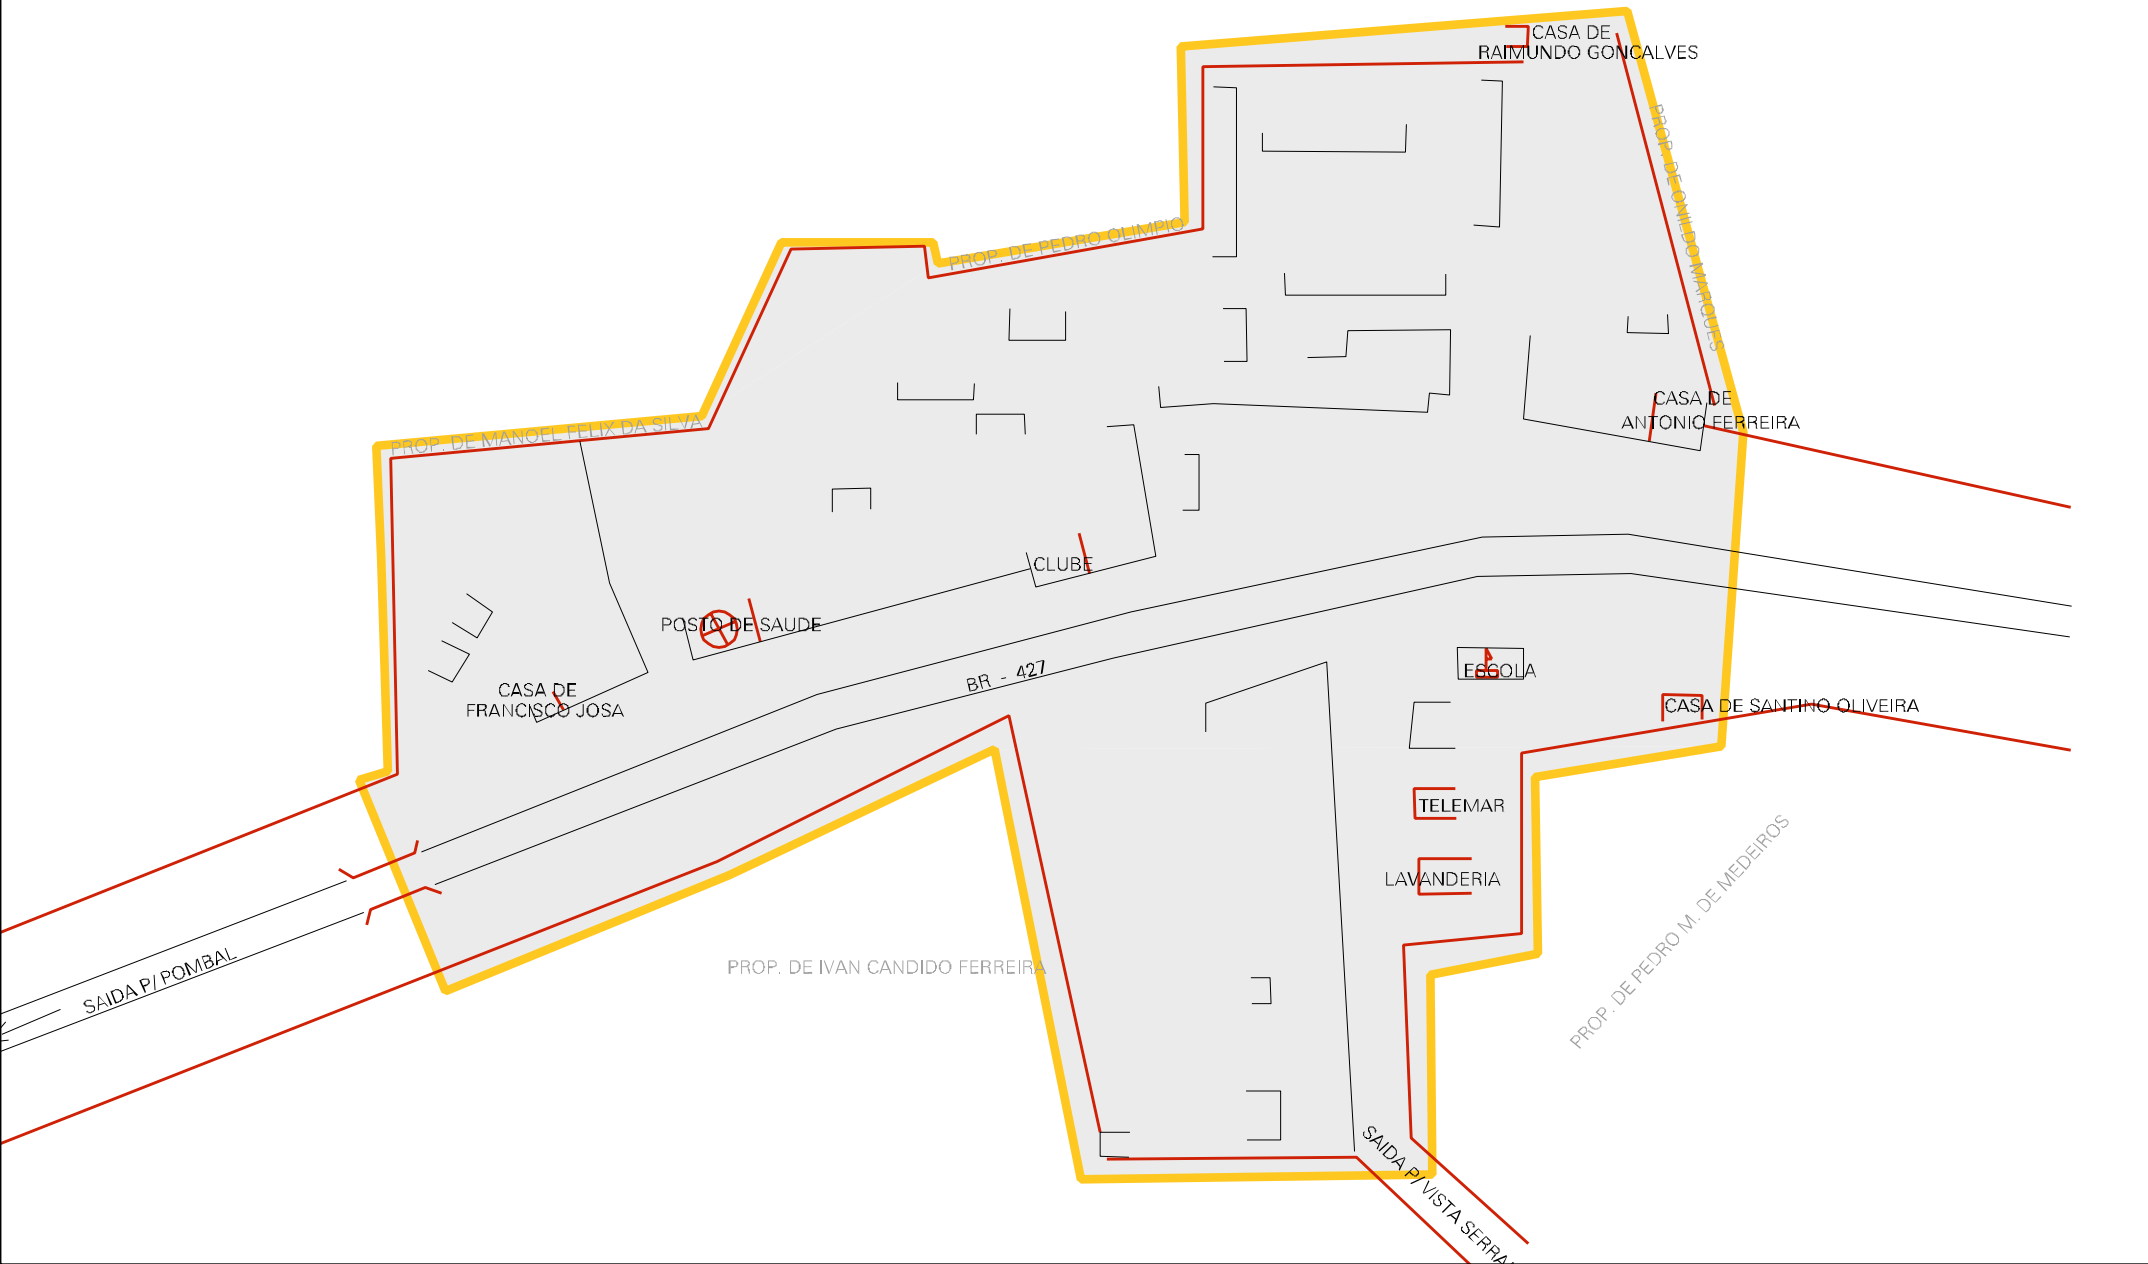 CASA DE
RAIMUNDO GONCALVES
PROP. DE ONILDO MARQUES
PROP. DE PEDRO OLIMPIO
PROP. DE MANOEL FELIX DA SILVA
CASA DE
ANTONIO FERREIRA
CLUBE
POSTO DE SAUDE
BR - 427
ESCOLA
CASA DE
FRANCISCO JOSA
CASA DE SANTINO OLIVEIRA
TELEMAR
LAVANDERIA
PROP. DE PEDRO M. DE MEDEIROS
SAIDA P/ POMBAL
PROP. DE IVAN CANDIDO FERREIRA
SAIDA P/ VISTA SERRA